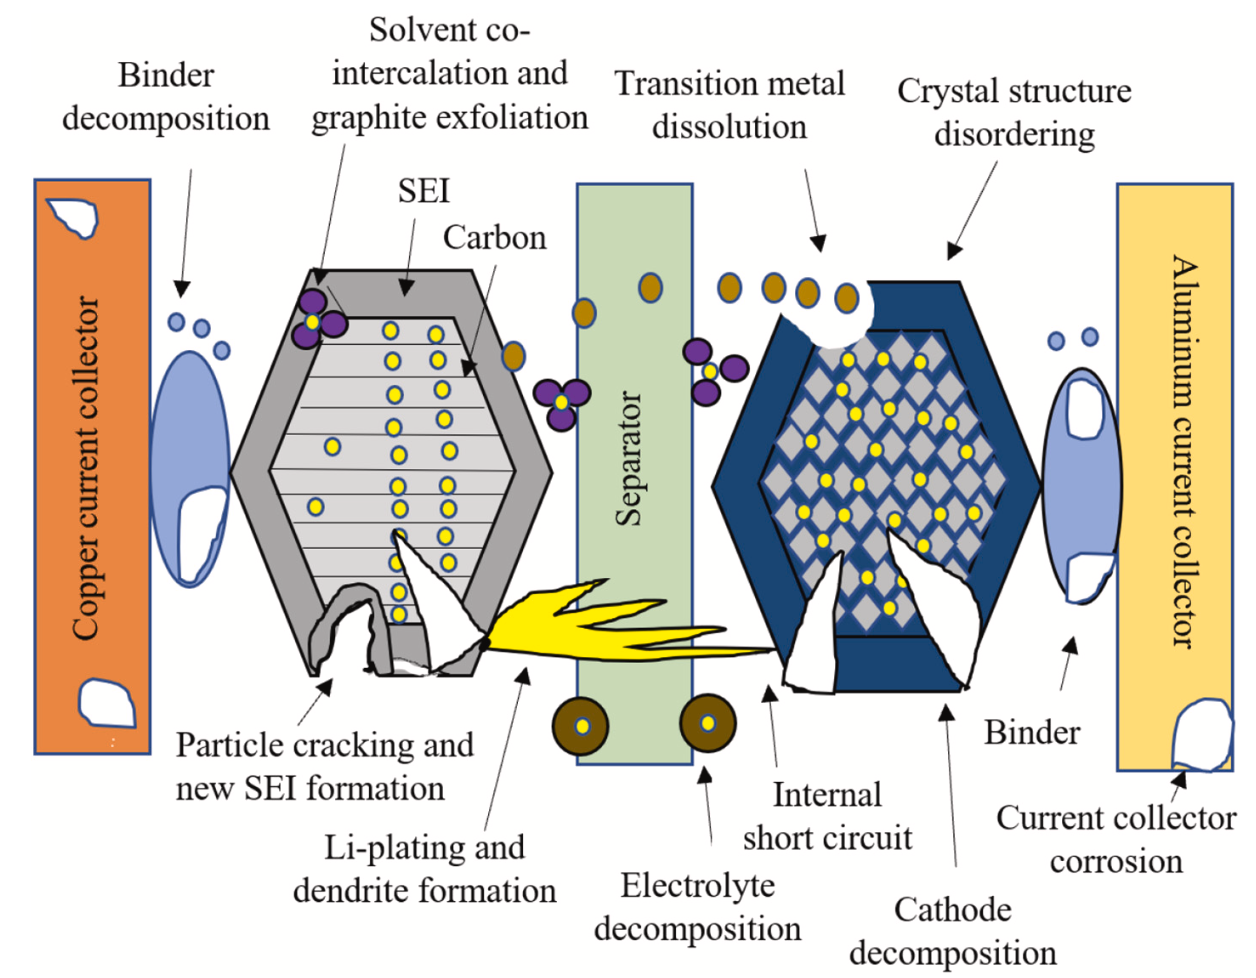 Solvent co-
intercalation and
graphite exfoliation
Binder
decomposition
Transition metal
dissolution
Crystal structure
disordering
SEI
Carbon
Copper current collector
Separator
Aluminum current collector
Particle cracking and
new SEI formation
Li-plating and
dendrite formation
Electrolyte
decomposition
Internal
short circuit
Cathode
decomposition
Binder
Current collector
corrosion